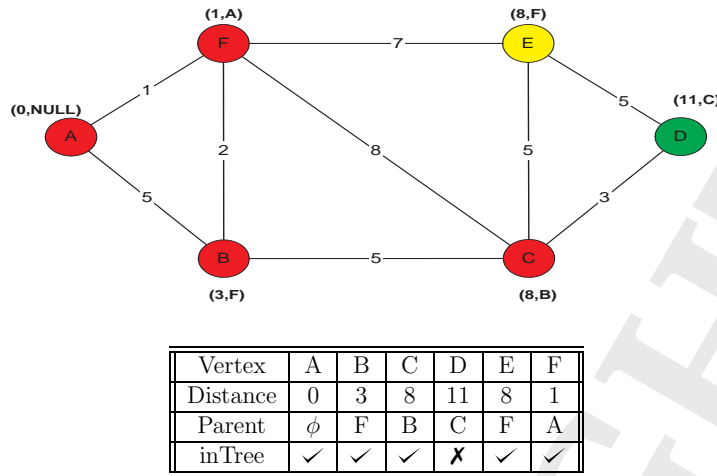 (1,A)
(8,F)
F
7
E
1
5
(0,NULL)
(11,C)
A
2
8
5
D
5
3
B
5
C
(3,F)
(8,B)
Vertex A B C D E F
Distance 0 3 8 11 8 1
Parent ϕ F B C F A
inTree ✓ ✓ ✓ ✗ ✓ ✓